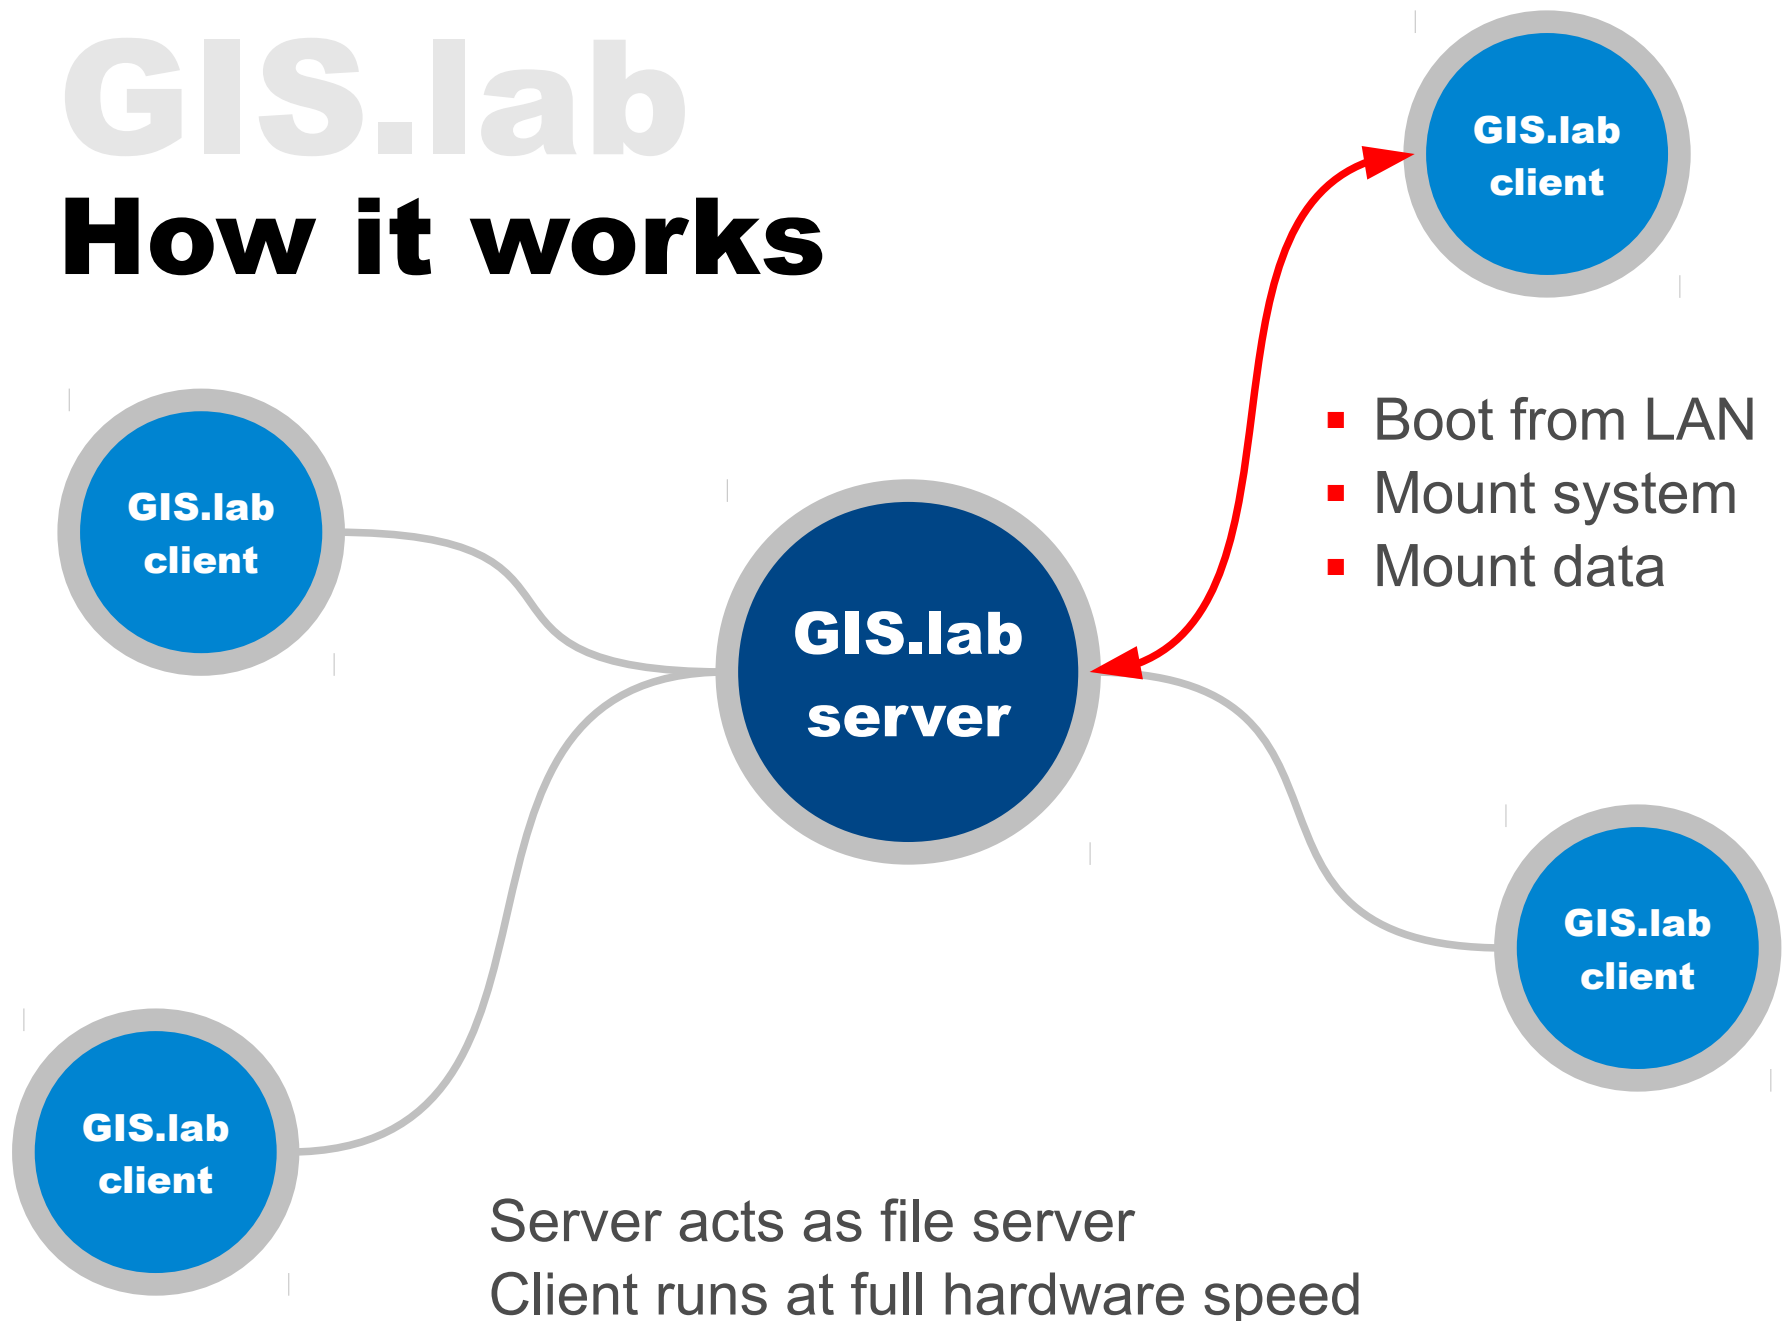 GIS.lab
How it works
GIS.lab
client
Boot from LAN
Mount system
Mount data
GIS.lab
client
GIS.lab
server
GIS.lab
client
GIS.lab
client
Server acts as file server
Client runs at full hardware speed